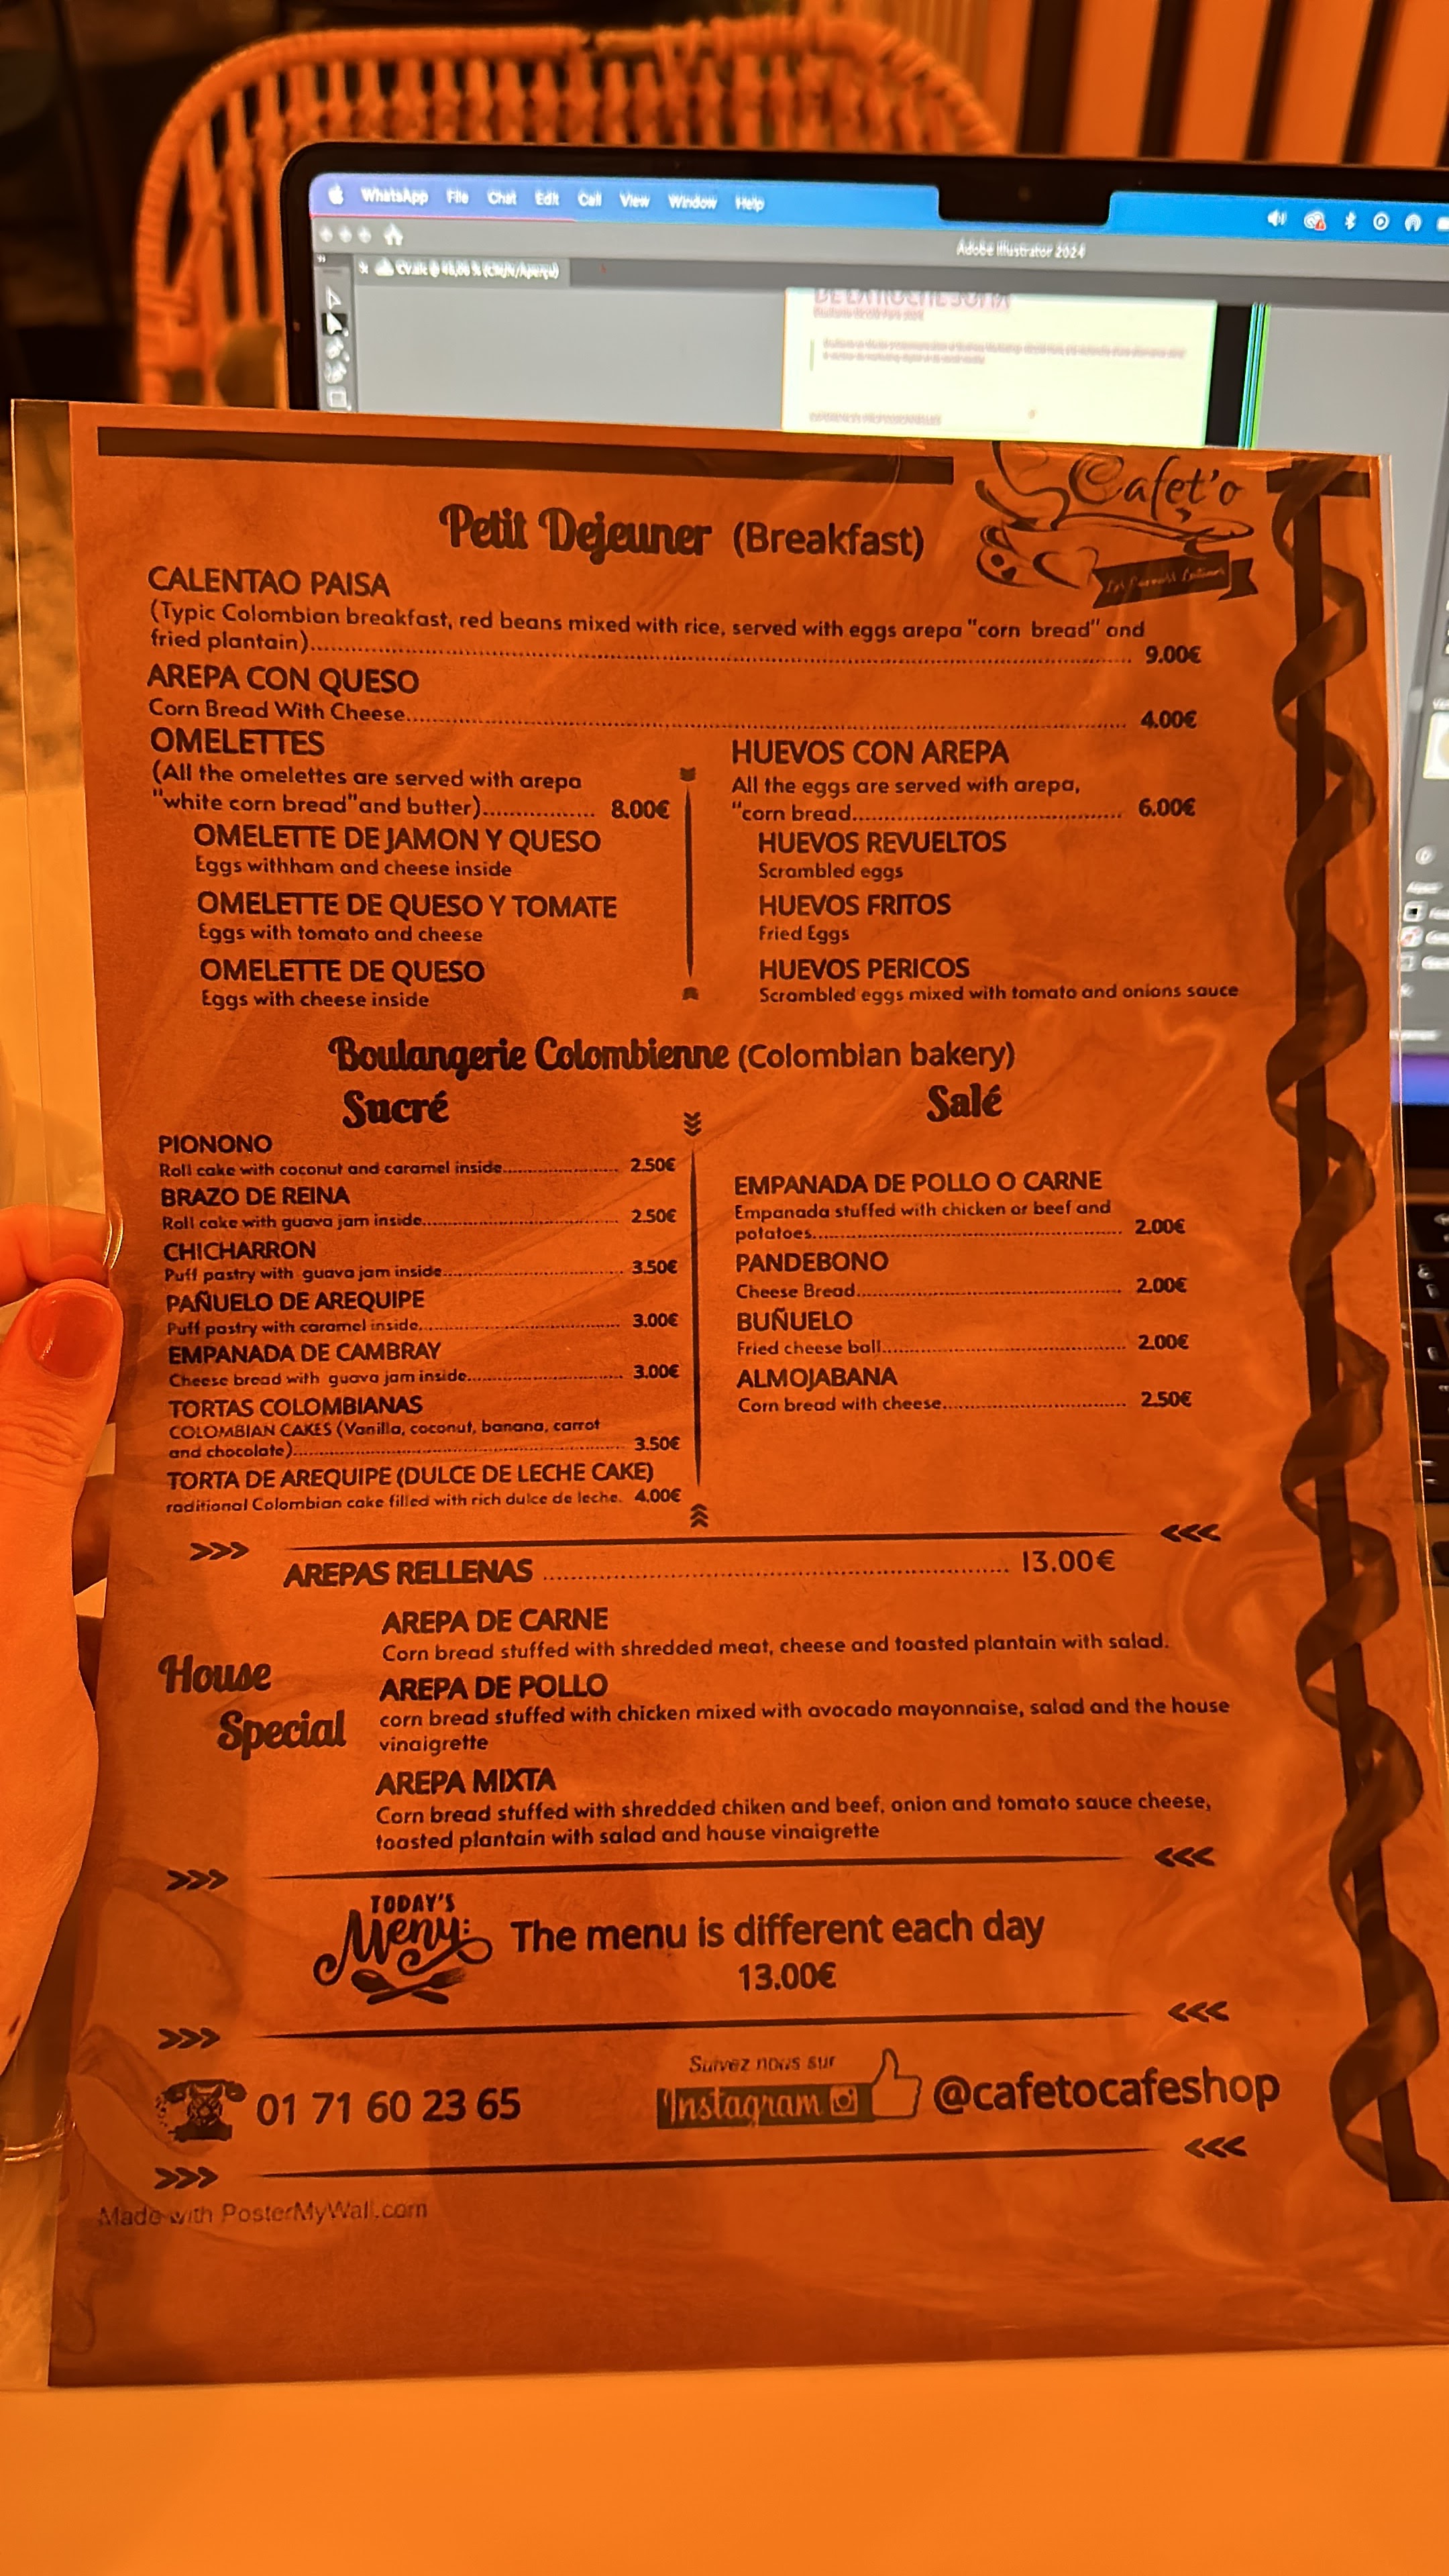 WhatsApp File Chat Edit Call View Window Help
Adobe Illustrator 2024
Cafet'o
Petit Dejeuner (Breakfast)
CALENTAO PAISA
(Typic Colombian breakfast, red beans mixed with rice, served with eggs arepa "corn bread" and
fried plantain)..... 9.00€
AREPA CON QUESO
Corn Bread With Cheese..... 4.00€
OMELETTES
(All the omelettes are served with arepa
"white corn bread"and butter)..... 8.00€
OMELETTE DE JAMON Y QUESO
Eggs withham and cheese inside
OMELETTE DE QUESO Y TOMATE
Eggs with tomato and cheese
OMELETTE DE QUESO
Eggs with cheese inside
HUEVOS CON AREPA
All the eggs are served with arepa,
"corn bread..... 6.00€
HUEVOS REVUELTOS
Scrambled eggs
HUEVOS FRITOS
Fried Eggs
HUEVOS PERICOS
Scrambled eggs mixed with tomato and onions sauce
Boulangerie Colombienne (Colombian bakery)
Sucré
PIONONO
Roll cake with coconut and caramel inside..... 2.50€
BRAZO DE REINA
Roll cake with guava jam inside..... 2.50€
CHICHARRON
Puff pastry with guava jam inside..... 3.50€
PAÑUELO DE AREQUIPE
Puff pastry with caramel inside..... 3.00€
EMPANADA DE CAMBRAY
Cheese bread with guava jam inside..... 3.00€
TORTAS COLOMBIANAS
COLOMBIAN CAKES (Vanilla, coconut, banana, carrot
and chocolate)..... 3.50€
TORTA DE AREQUIPE (DULCE DE LECHE CAKE)
raditional Colombian cake filled with rich dulce de leche. 4.00€
Salé
EMPANADA DE POLLO O CARNE
Empanada stuffed with chicken or beef and
potatoes..... 2.00€
PANDEBONO
Cheese Bread..... 2.00€
BUÑUELO
Fried cheese ball..... 2.00€
ALMOJABANA
Corn bread with cheese..... 2.50€
AREPAS RELLENAS ..... 13.00€
House
Special
AREPA DE CARNE
Corn bread stuffed with shredded meat, cheese and toasted plantain with salad.
AREPA DE POLLO
corn bread stuffed with chicken mixed with avocado mayonnaise, salad and the house
vinaigrette
AREPA MIXTA
Corn bread stuffed with shredded chiken and beef, onion and tomato sauce cheese,
toasted plantain with salad and house vinaigrette
TODAY'S
Menu:
The menu is different each day
13.00€
01 71 60 23 65
Suivez nous sur
Instagram
@cafetocafeshop
Made with PosterMyWall.com